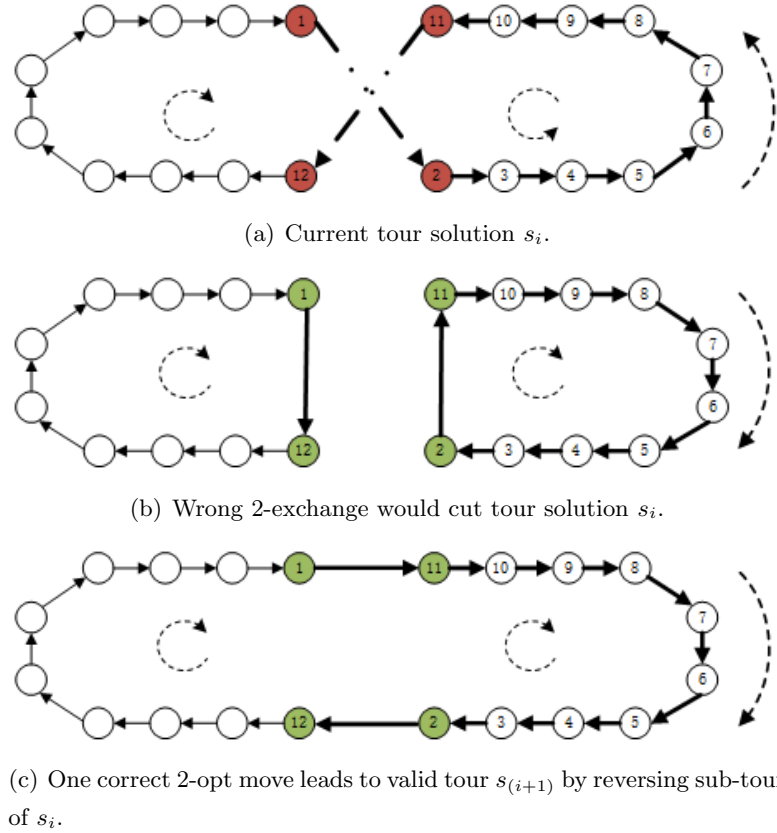 1 11 10 9 8
7
6
12 2 3 4 5
(a) Current tour solution s_i.
1 11 10 9 8
7
6
12 2 3 4 5
(b) Wrong 2-exchange would cut tour solution s_i.
1 11 10 9 8
7
6
12 2 3 4 5
(c) One correct 2-opt move leads to valid tour s_(i+1) by reversing sub-tour
of s_i.